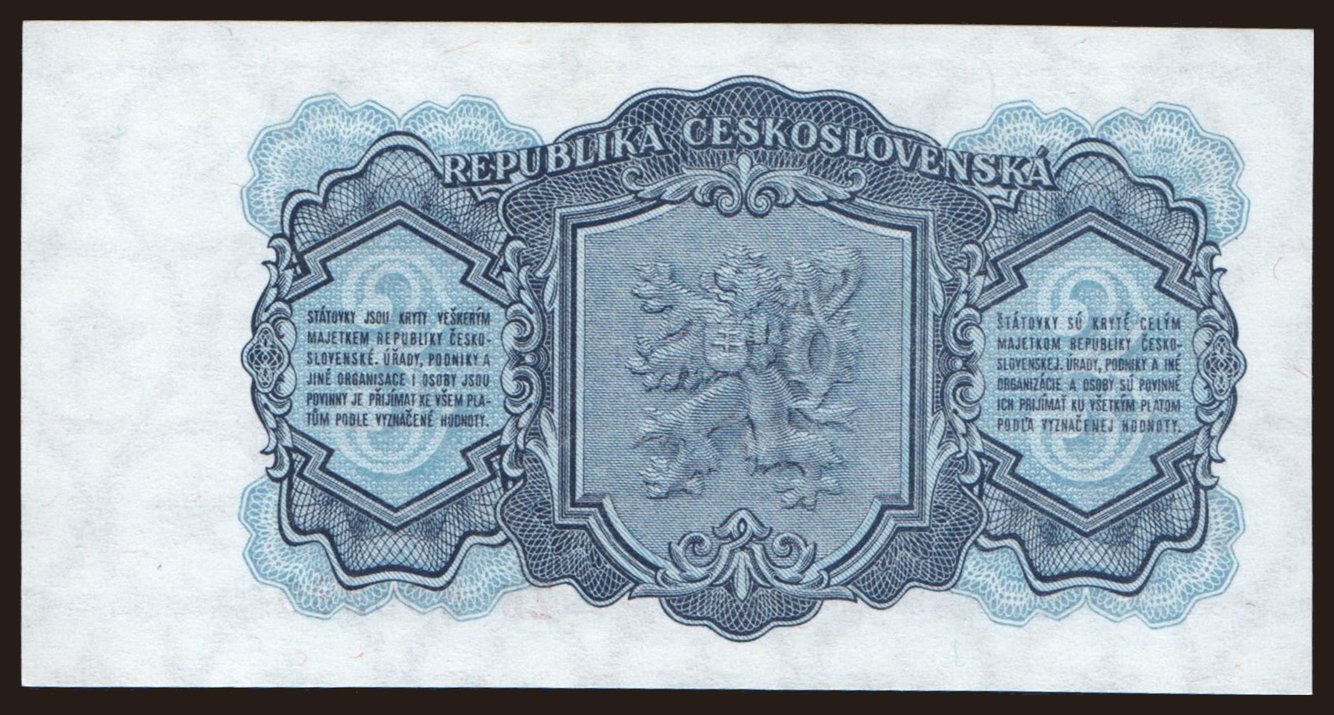 REPUBLIKA ČESKOSLOVENSKÁ
STÁTOVKY JSOU KRYTY VEŠKERÝM
MAJETKEM REPUBLIKY ČESKO-
SLOVENSKÉ. ÚŘADY, PODNIKY A
JINÉ ORGANISACE I OSOBY JSOU
POVINNY JE PŘIJÍMAT KE VŠEM PLA-
TŮM PODLE VYZNAČENÉ HODNOTY.
ŠTÁTOVKY SÚ KRYTÉ CELÝM
MAJETKOM REPUBLIKY ČESKO-
SLOVENSKEJ. ÚRADY, PODNIKY A INÉ
ORGANIZÁCIE A OSOBY SÚ POVINNÉ
ICH PRIJÍMAŤ KU VŠETKÝM PLATOM
PODĽA VYZNAČENEJ HODNOTY.
3
3